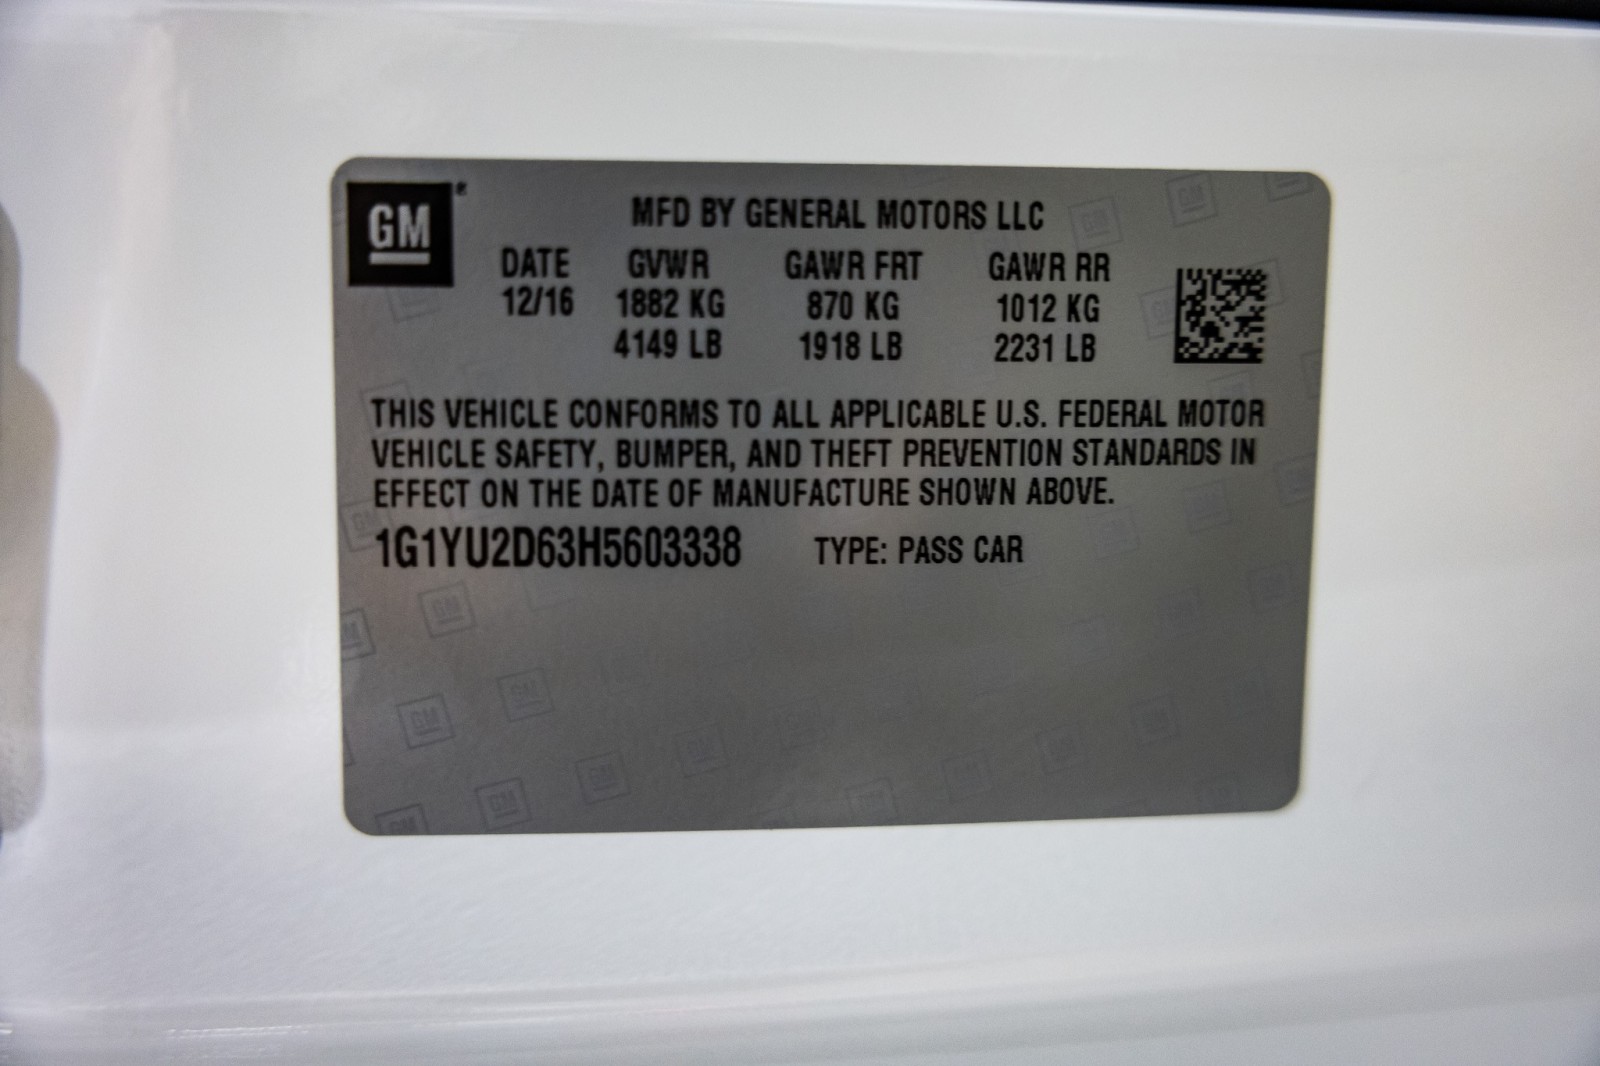 GM®
MFD BY GENERAL MOTORS LLC
DATE GVWR GAWR FRT GAWR RR
12/16 1882 KG 870 KG 1012 KG
4149 LB 1918 LB 2231 LB
THIS VEHICLE CONFORMS TO ALL APPLICABLE U.S. FEDERAL MOTOR
VEHICLE SAFETY, BUMPER, AND THEFT PREVENTION STANDARDS IN
EFFECT ON THE DATE OF MANUFACTURE SHOWN ABOVE.
1G1YU2D63H5603338 TYPE: PASS CAR